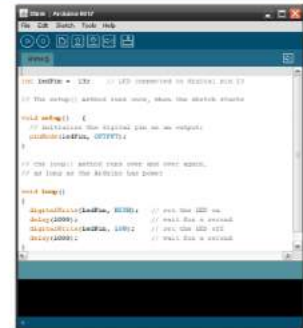 Blink | Arduino 0017
File Edit Sketch Tools Help
int ledPin = 13; // LED connected to digital pin 13
// The setup() method runs once, when the sketch starts
void setup() {
// initialize the digital pin as an output:
pinMode(ledPin, OUTPUT);
}
// the loop() method runs over and over again,
// as long as the Arduino has power
void loop()
{
digitalWrite(ledPin, HIGH); // set the LED on
delay(1000); // wait for a second
digitalWrite(ledPin, LOW); // set the LED off
delay(1000); // wait for a second
}